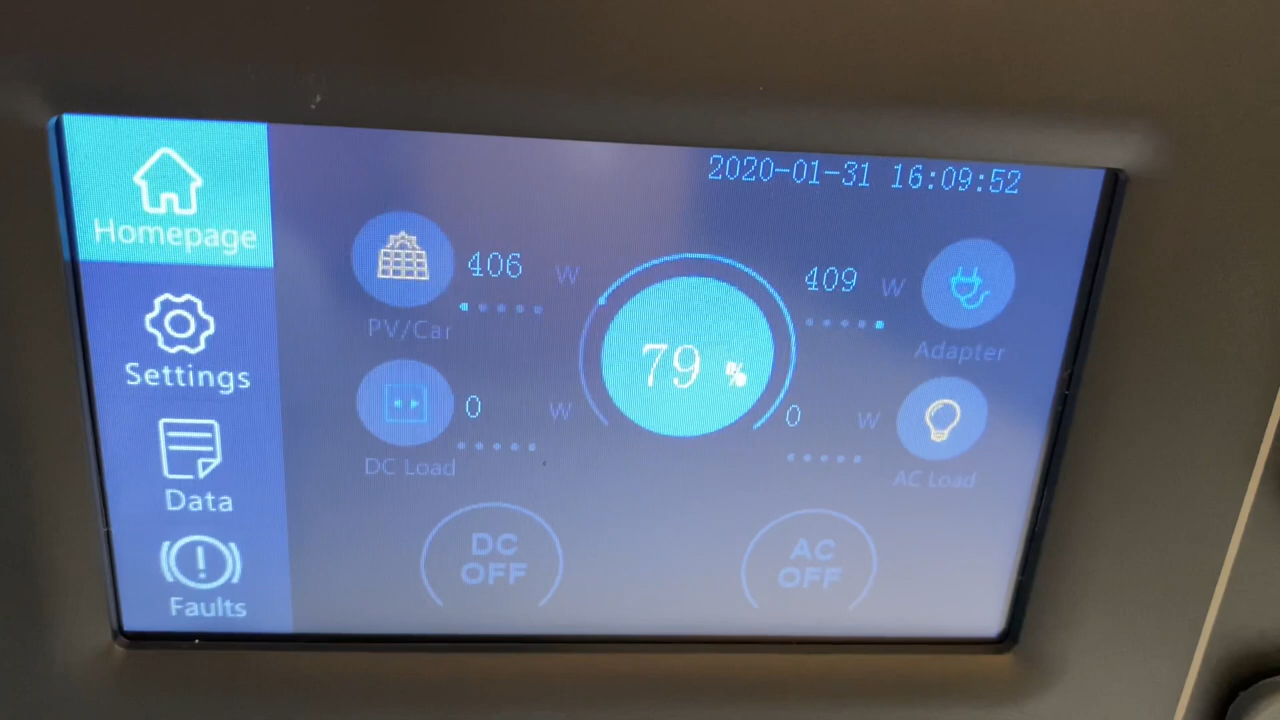 2020-01-31 16:09:52
Homepage
406 W
409 W
PV/Car
Adapter
79 %
Settings
0 W
0 W
DC Load
AC Load
Data
DC OFF
AC OFF
Faults